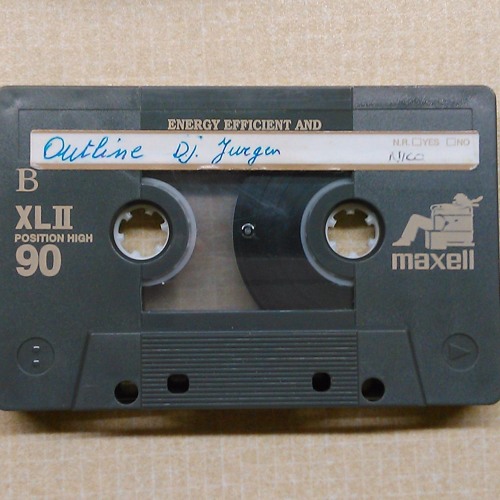 ENERGY EFFICIENT AND
Outline DJ. Jurgen
N.R. YES NO
B
XLII
POSITION HIGH
90
maxell